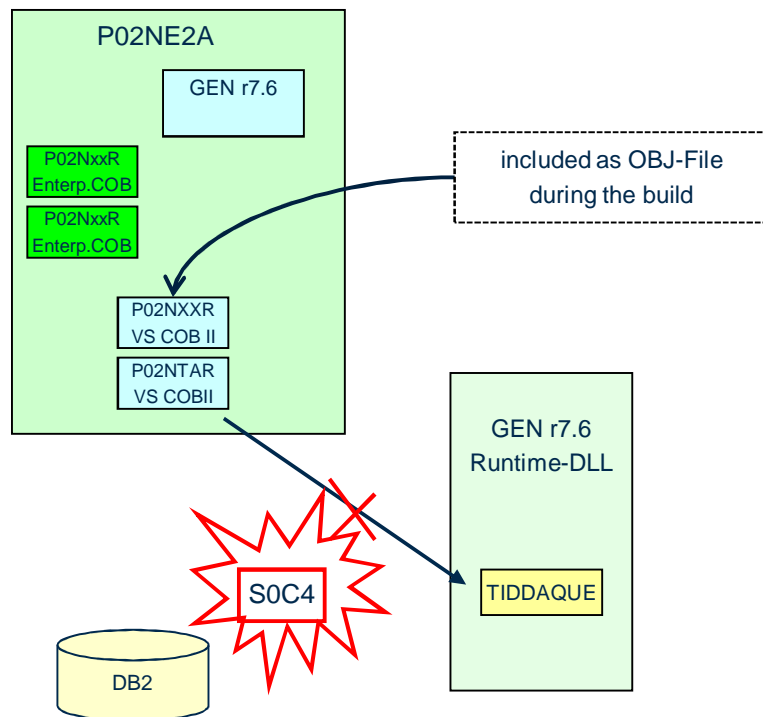 P02NE2A
GEN r7.6
P02NxxR
Enterp.COB
P02NxxR
Enterp.COB
included as OBJ-File
during the build
P02NXXR
VS COB II
P02NTAR
VS COBII
GEN r7.6
Runtime-DLL
S0C4
TIDDAQUE
DB2